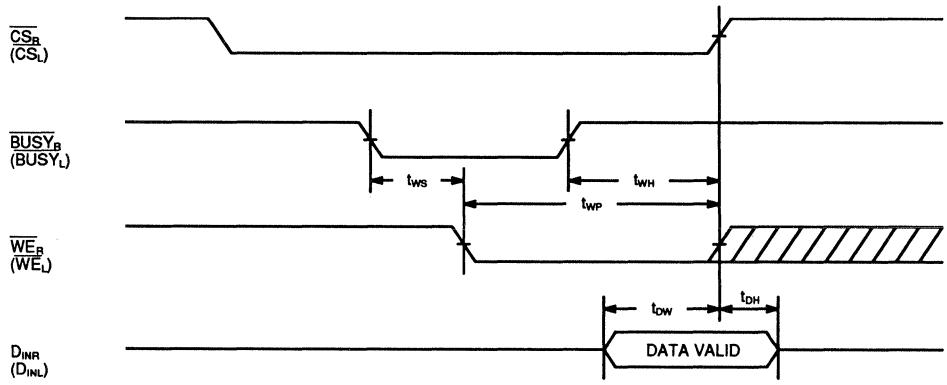 CS_R
(CS_L)
BUSY_R
(BUSY_L)
t_WS
t_WH
t_WP
WE_R
(WE_L)
t_DW
t_DH
D_INR
(D_INL)
DATA VALID